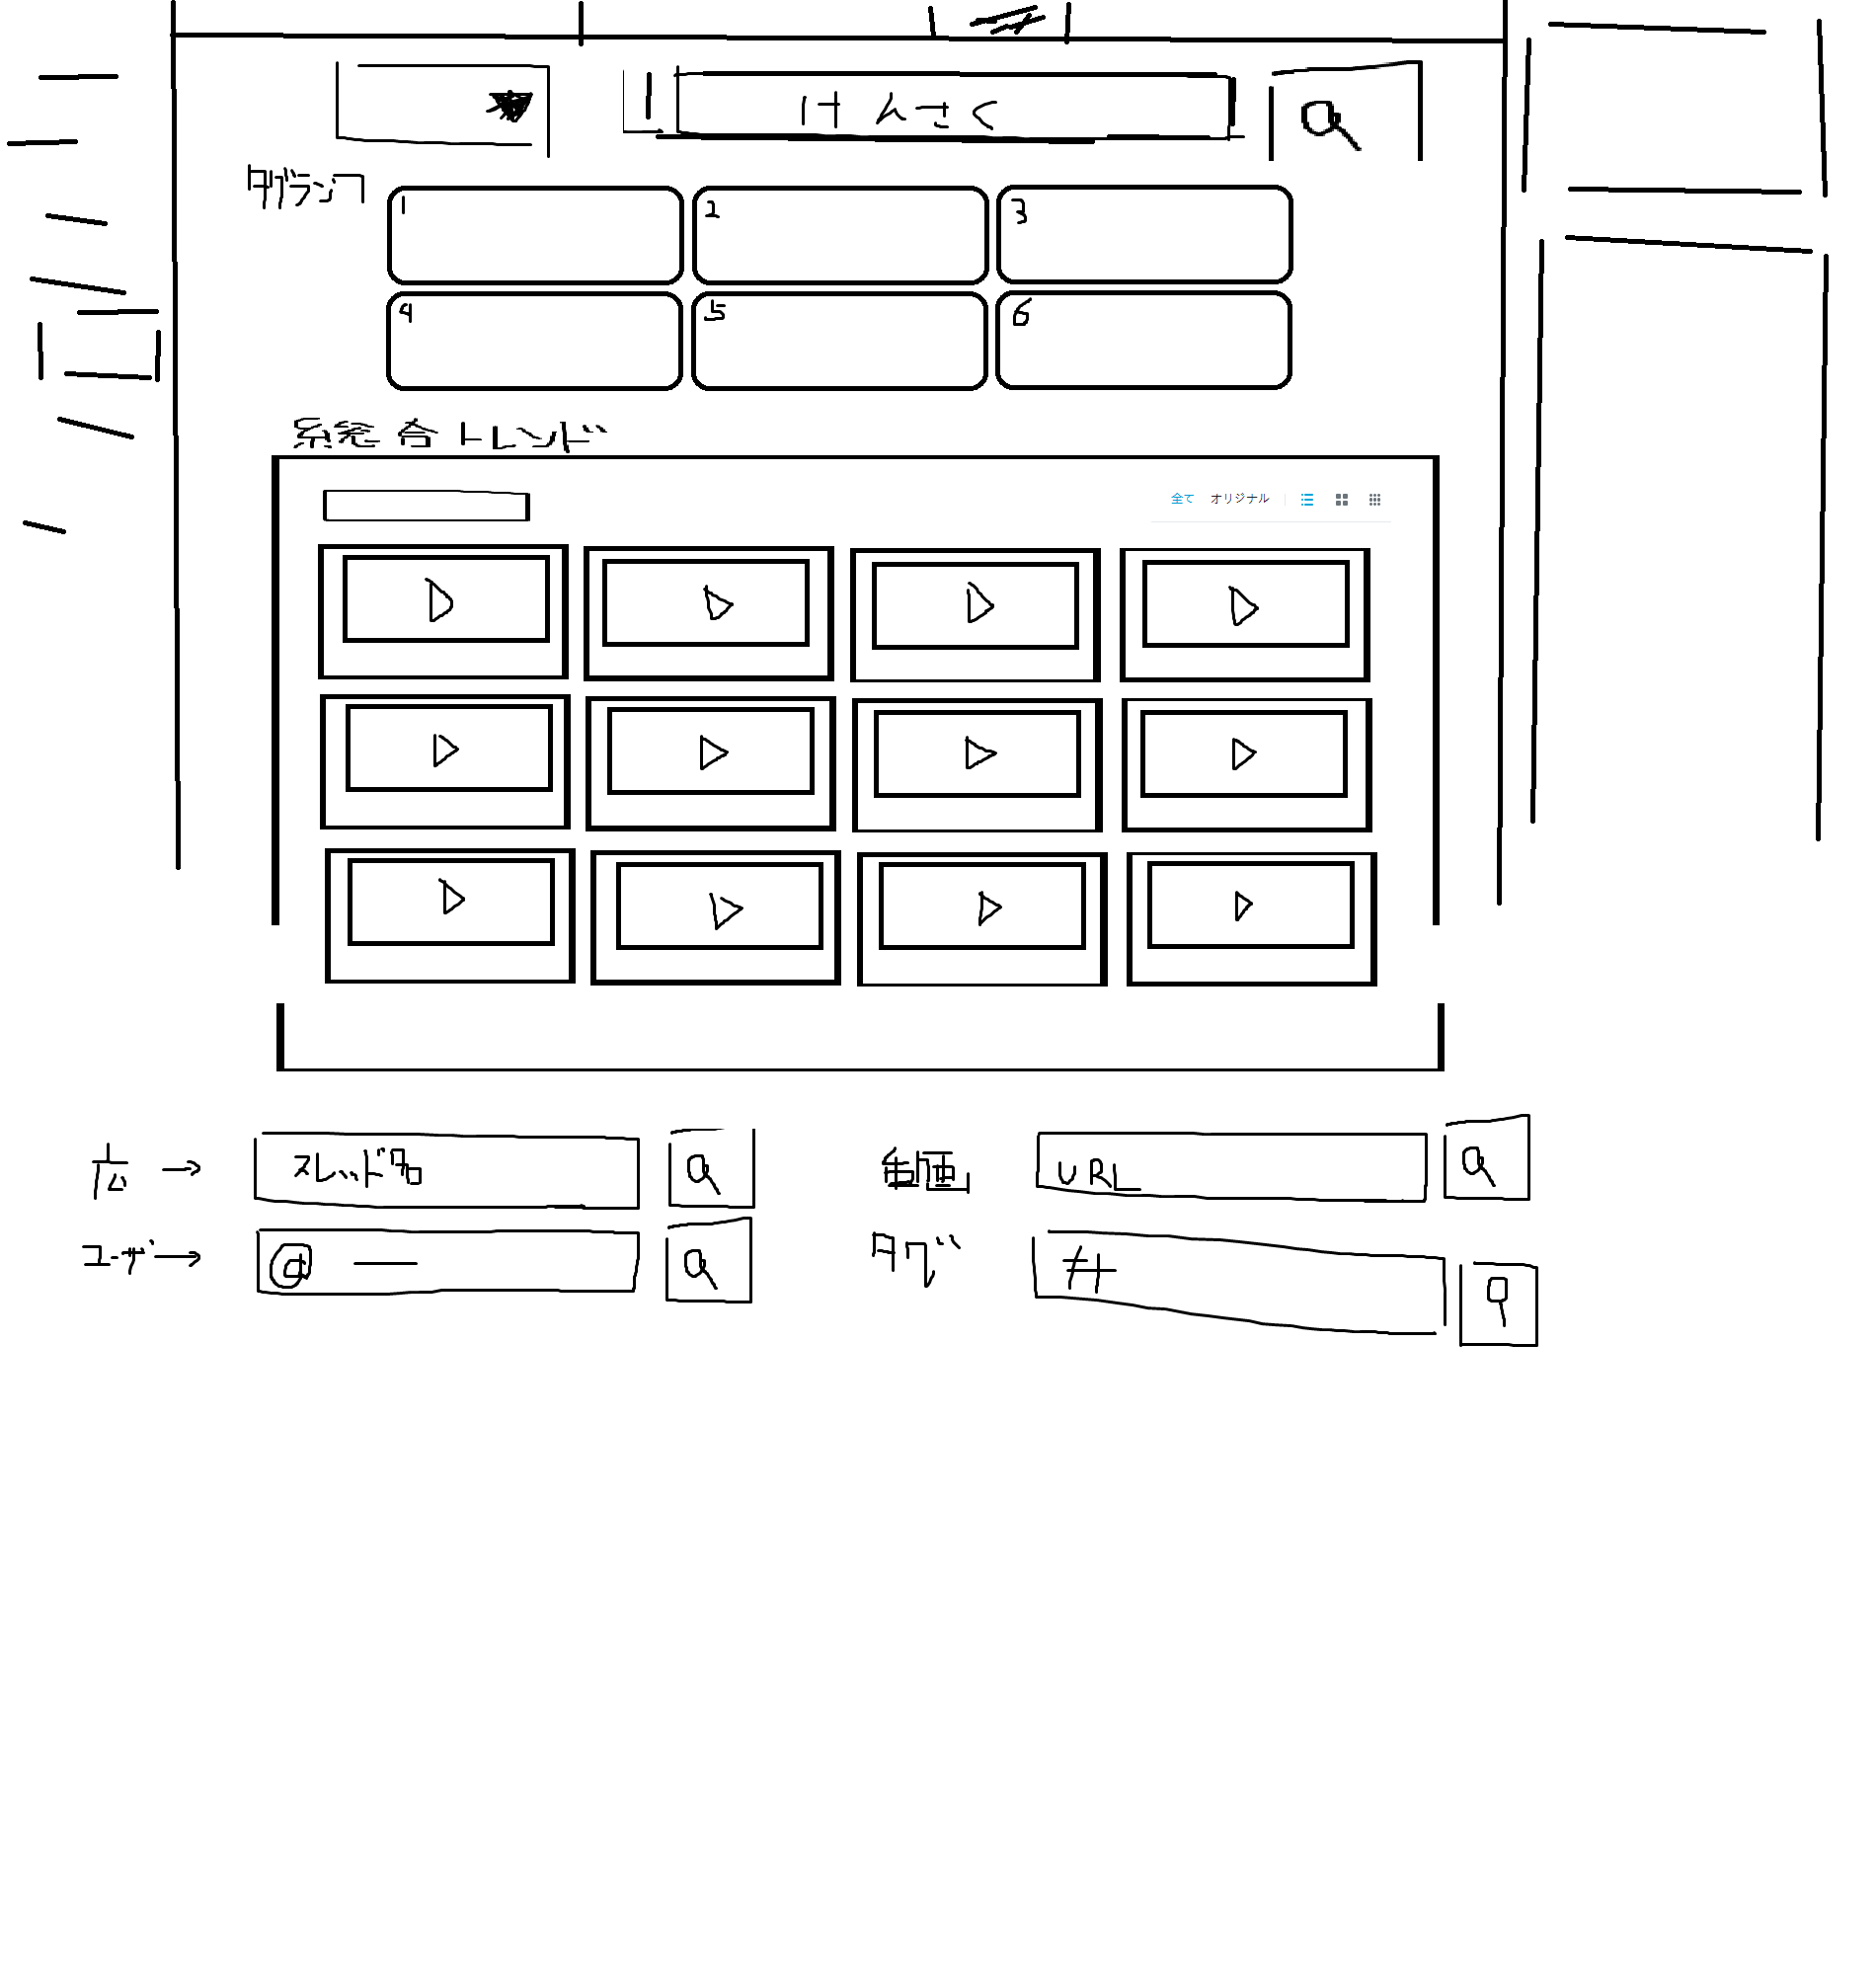 けんさく
タグランク
1 2 3
4 5 6
総合トレンド
全て オリジナル
広 → スレッド名
動画 URL
ユーザ → @ —
タグ #